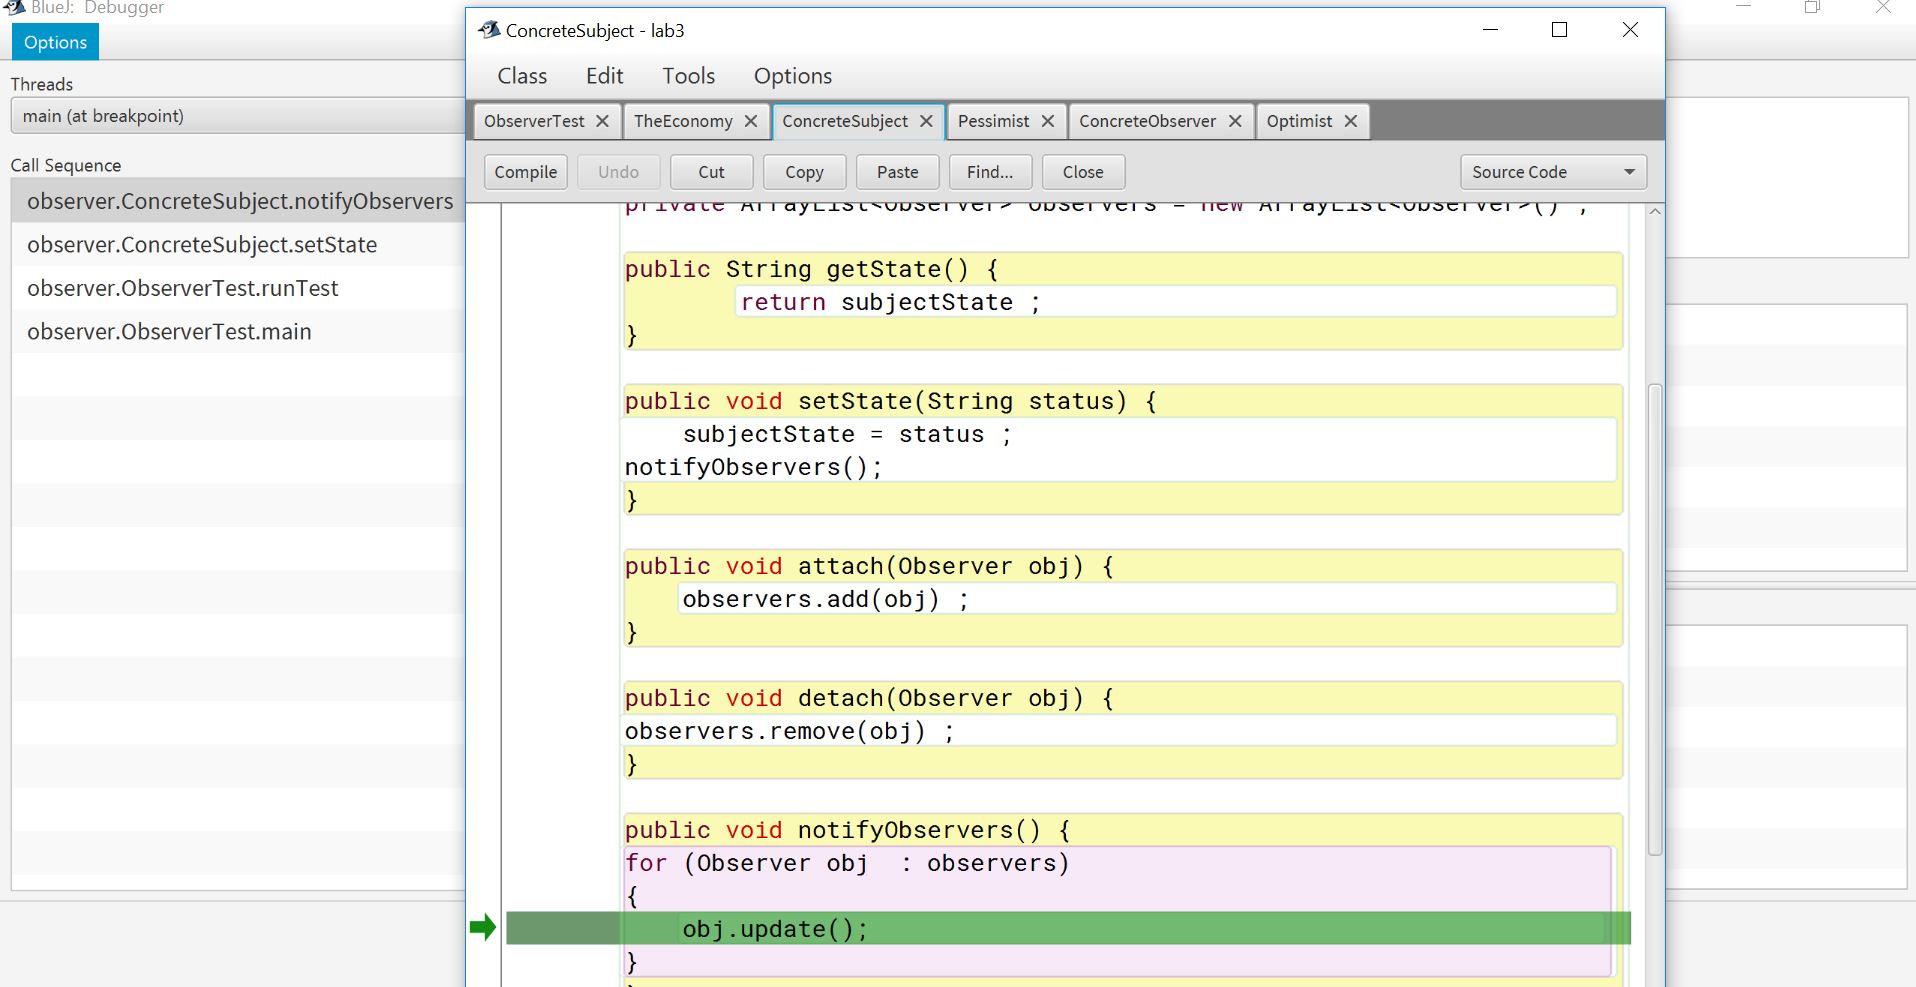 BlueJ: Debugger
Options
Threads
main (at breakpoint)
Call Sequence
observer.ConcreteSubject.notifyObservers
observer.ConcreteSubject.setState
observer.ObserverTest.runTest
observer.ObserverTest.main
ConcreteSubject - lab3
Class Edit Tools Options
ObserverTest TheEconomy ConcreteSubject Pessimist ConcreteObserver Optimist
Compile Undo Cut Copy Paste Find... Close Source Code
private ArrayList<Observer> observers = new ArrayList<Observer>() ;
public String getState() {
return subjectState ;
}
public void setState(String status) {
subjectState = status ;
notifyObservers();
}
public void attach(Observer obj) {
observers.add(obj) ;
}
public void detach(Observer obj) {
observers.remove(obj) ;
}
public void notifyObservers() {
for (Observer obj  : observers)
{
obj.update();
}